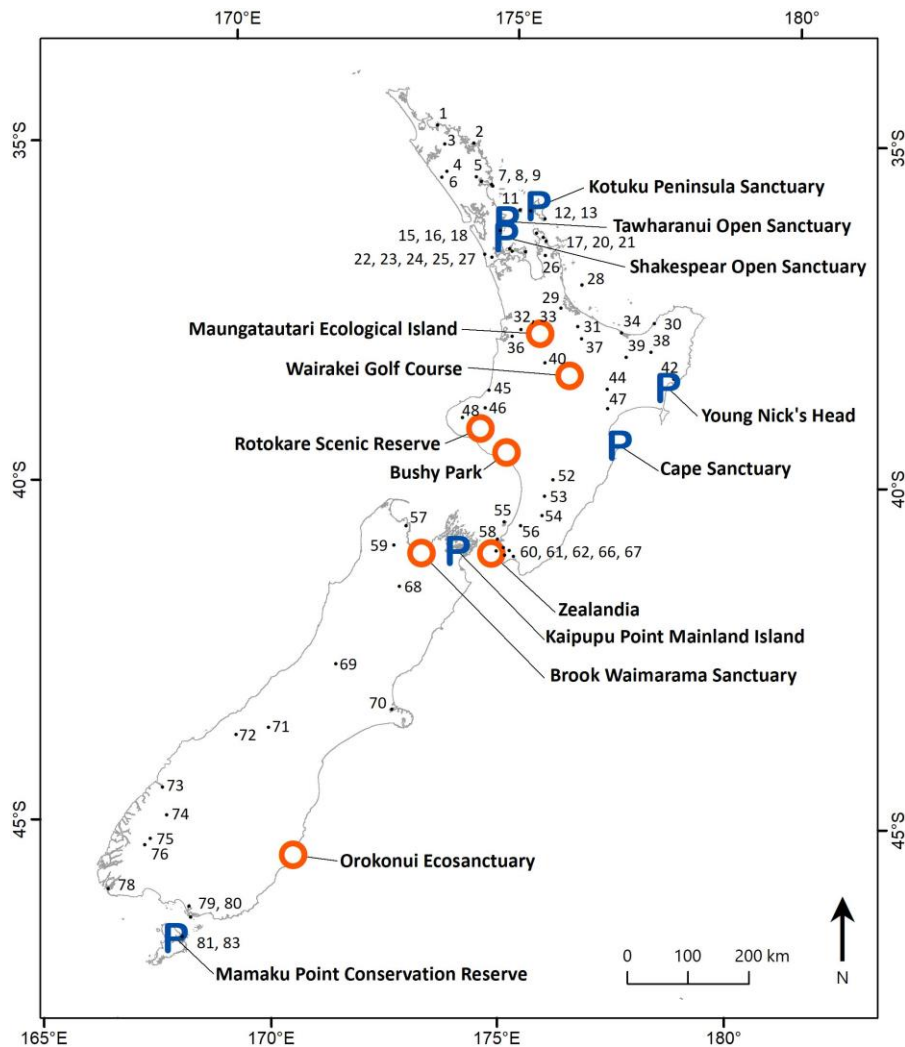 170°E 175°E 180°
35°S
35°S
1
2
3
4
5
6
7, 8, 9
Kotuku Peninsula Sanctuary
P
11
12, 13
P
Tawharanui Open Sanctuary
15, 16, 18
P
17, 20, 21
22, 23, 24, 25, 27
26
Shakespear Open Sanctuary
28
29
32, 33
31
34
30
Maungatautari Ecological Island
36
37
39
38
40
42
Wairakei Golf Course
44
P
45
46
47
Young Nick's Head
48
Rotokare Scenic Reserve
P
Cape Sanctuary
Bushy Park
40°S
40°S
52
53
54
55
56
57
58
59
P
60, 61, 62, 66, 67
68
Zealandia
Kaipupu Point Mainland Island
Brook Waimarama Sanctuary
69
70
71
72
73
74
75
76
45°S
45°S
Orokonui Ecosanctuary
78
79, 80
P
81, 83
Mamaku Point Conservation Reserve
0 100 200 km
N
165°E 170°E 175°E 180°